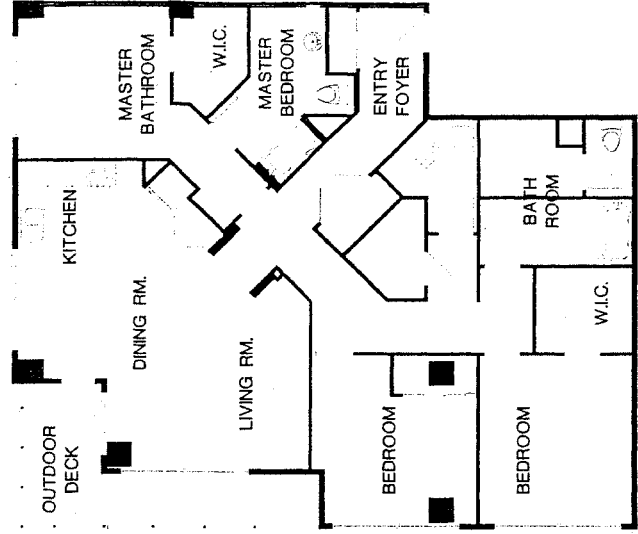 MASTER
BATHROOM
W.I.C.
MASTER
BEDROOM
ENTRY
FOYER
KITCHEN
DINING RM.
LIVING RM.
BATH
ROOM
W.I.C.
OUTDOOR
DECK
BEDROOM
BEDROOM